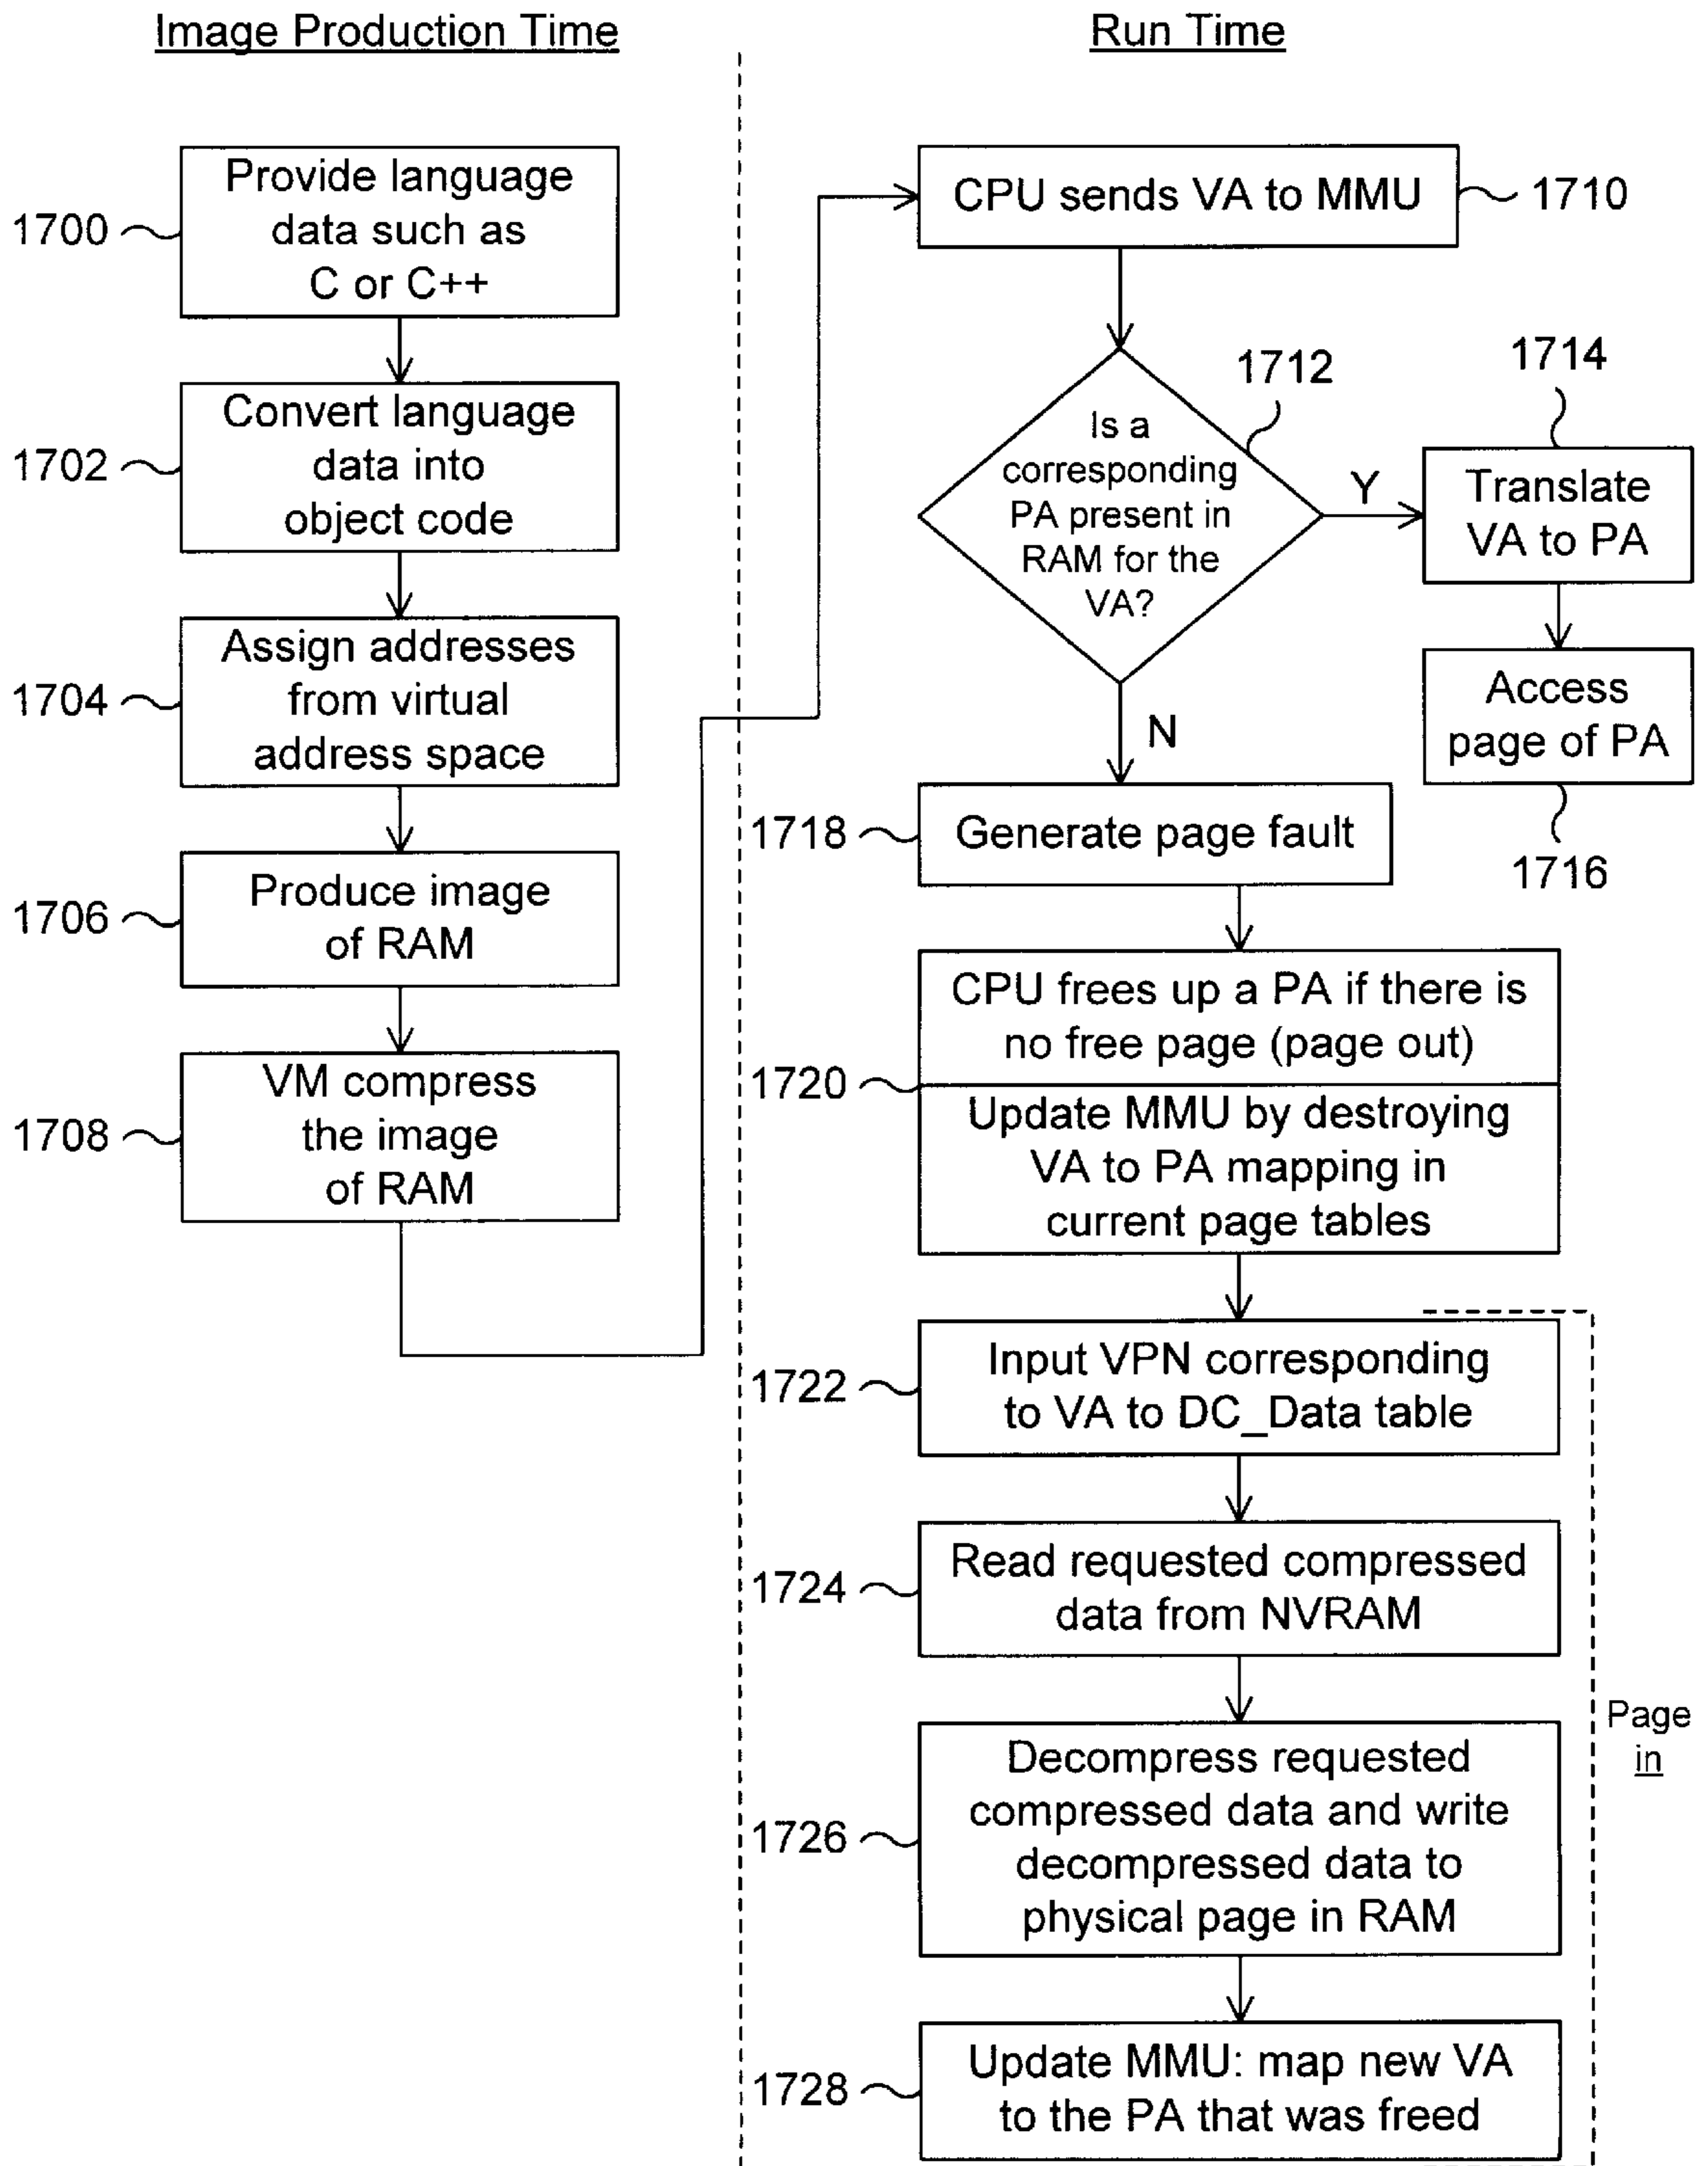 Image Production Time
Provide language
data such as
C or C++
1700
Convert language
data into
object code
1702
Assign addresses
from virtual
address space
1704
Produce image
of RAM
1706
VM compress
the image
of RAM
1708
Run Time
CPU sends VA to MMU
1710
1712
Is a
corresponding
PA present in
RAM for the
VA?
Y
1714
Translate
VA to PA
Access
page of PA
1716
N
1718
Generate page fault
CPU frees up a PA if there is
no free page (page out)
1720
Update MMU by destroying
VA to PA mapping in
current page tables
1722
Input VPN corresponding
to VA to DC_Data table
1724
Read requested compressed
data from NVRAM
Page
in
1726
Decompress requested
compressed data and write
decompressed data to
physical page in RAM
1728
Update MMU: map new VA
to the PA that was freed